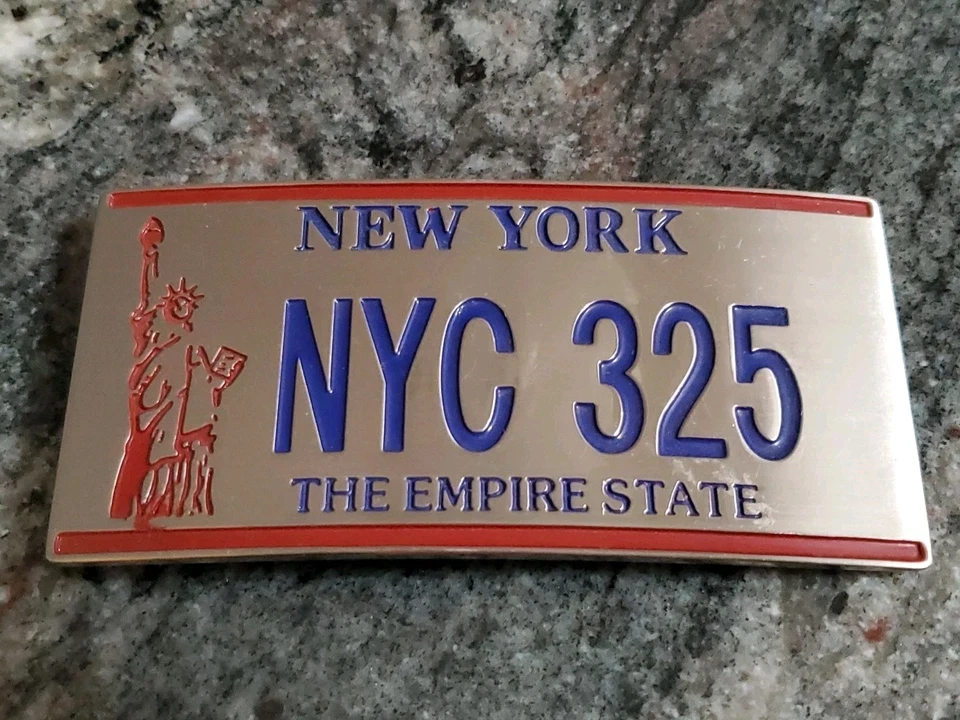 NEW YORK
NYC 325
THE EMPIRE STATE